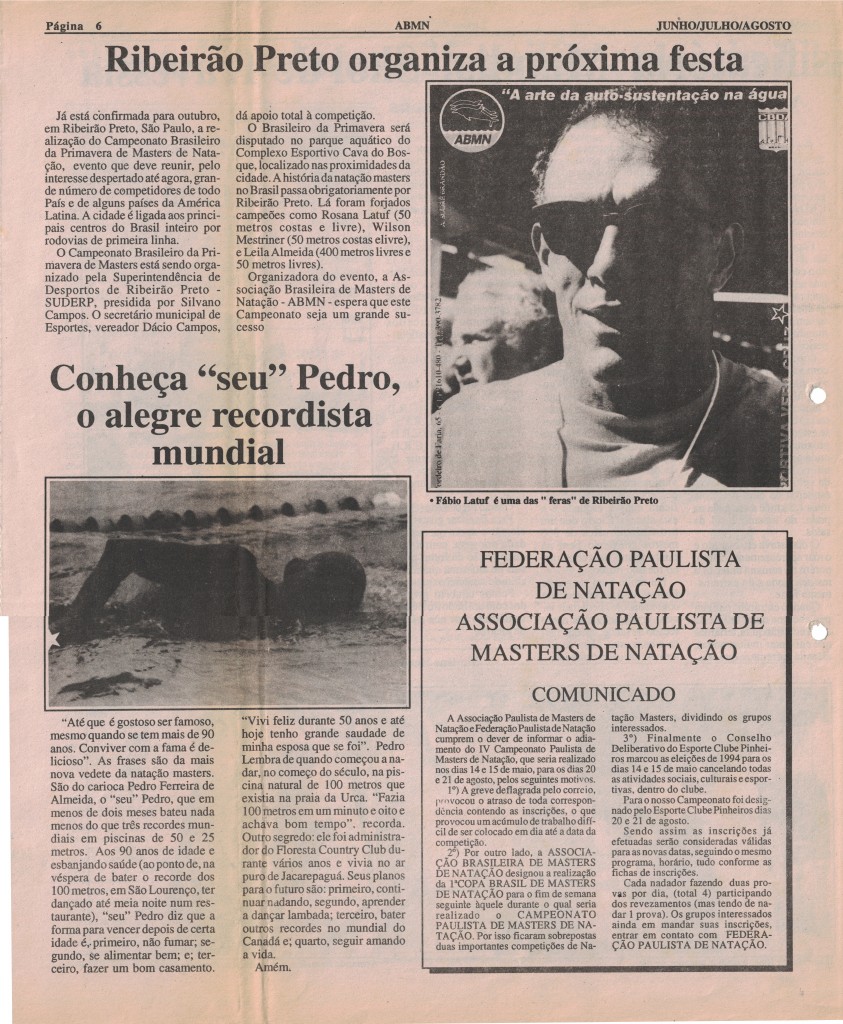 Página 6
ABMN
JUNHO/JULHO/AGOSTO
Ribeirão Preto organiza a próxima festa
Já está confirmada para outubro,
em Ribeirão Preto, São Paulo, a re-
alização do Campeonato Brasileiro
da Primavera de Masters de Nata-
ção, evento que deve reunir, pelo
interesse despertado até agora, gran-
de número de competidores de todo
País e de alguns países da América
Latina. A cidade é ligada aos princi-
pais centros do Brasil inteiro por
rodovias de primeira linha.
O Campeonato Brasileiro da Pri-
mavera de Masters está sendo orga-
nizado pela Superintendência de
Desportos de Ribeirão Preto -
SUDERP, presidida por Silvano
Campos. O secretário municipal de
Esportes, vereador Dácio Campos,
dá apoio total à competição.
O Brasileiro da Primavera será
disputado no parque aquático do
Complexo Esportivo Cava do Bos-
que, localizado nas proximidades da
cidade. A história da natação masters
no Brasil passa obrigatoriamente por
Ribeirão Preto. Lá foram forjados
campeões como Rosana Latuf (50
metros costas e livre), Wilson
Mestriner (50 metros costas elivre),
e Leila Almeida (400 metros livres e
50 metros livres).
Organizadora do evento, a As-
sociação Brasileira de Masters de
Natação - ABMN - espera que este
Campeonato seja um grande su-
cesso
"A arte da auto-sustentação na água
ABMN
CBDA
• Fábio Latuf é uma das " feras" de Ribeirão Preto
Conheça "seu" Pedro,
o alegre recordista
mundial
"Até que é gostoso ser famoso,
mesmo quando se tem mais de 90
anos. Conviver com a fama é de-
licioso". As frases são da mais
nova vedete da natação masters.
São do carioca Pedro Ferreira de
Almeida, o "seu" Pedro, que em
menos de dois meses bateu nada
menos do que três recordes mun-
diais em piscinas de 50 e 25
metros. Aos 90 anos de idade e
esbanjando saúde (ao ponto de, na
véspera de bater o recorde dos
100 metros, em São Lourenço, ter
dançado até meia noite num res-
taurante), "seu" Pedro diz que a
forma para vencer depois de certa
idade é, primeiro, não fumar; se-
gundo, se alimentar bem; e; ter-
ceiro, fazer um bom casamento.
"Vivi feliz durante 50 anos e até
hoje tenho grande saudade de
minha esposa que se foi". Pedro
Lembra de quando começou a na-
dar, no começo do século, na pis-
cina natural de 100 metros que
existia na praia da Urca. "Fazia
100 metros em um minuto e oito e
achava bom tempo". recorda.
Outro segredo: ele foi administra-
dor do Floresta Country Club du-
rante vários anos e vivia no ar
puro de Jacarepaguá. Seus planos
para o futuro são: primeiro, conti-
nuar nadando, segundo, aprender
a dançar lambada; terceiro, bater
outros recordes no mundial do
Canadá e; quarto, seguir amando
a vida.
Amém.
FEDERAÇÃO PAULISTA
DE NATAÇÃO
ASSOCIAÇÃO PAULISTA DE
MASTERS DE NATAÇÃO
COMUNICADO
A Associação Paulista de Masters de
Natação e Federação Paulista de Natação
cumprem o dever de informar o adia-
mento do IV Campeonato Paulista de
Masters de Natação, que seria realizado
nos dias 14 e 15 de maio, para os dias 20
e 21 de agosto, pelos seguintes motivos.
1º) A greve deflagrada pelo correio,
provocou o atraso de toda correspon-
dência contendo as inscrições, o que
provocou um acúmulo de trabalho difí-
cil de ser colocado em dia até a data da
competição.
2º) Por outro lado, a ASSOCIA-
ÇÃO BRASILEIRA DE MASTERS
DE NATAÇÃO designou a realização
da 1ªCOPA BRASIL DE MASTERS
DE NATAÇÃO para o fim de semana
seguinte àquele durante o qual seria
realizado o CAMPEONATO
PAULISTA DE MASTERS DE NA-
TAÇÃO. Por isso ficaram sobrepostas
duas importantes competições de Na-
tação Masters, dividindo os grupos
interessados.
3º) Finalmente o Conselho
Deliberativo do Esporte Clube Pinhei-
ros marcou as eleições de 1994 para os
dias 14 e 15 de maio cancelando todas
as atividades sociais, culturais e espor-
tivas, dentro do clube.
Para o nosso Campeonato foi desig-
nado pelo Esporte Clube Pinheiros dias
20 e 21 de agosto.
Sendo assim as inscrições já
efetuadas serão consideradas válidas
para as novas datas, seguindo o mesmo
programa, horário, tudo conforme as
fichas de inscrições.
Cada nadador fazendo duas pro-
vas por dia, (total 4) participando
dos revezamentos (mas tendo de na-
dar 1 prova). Os grupos interessados
ainda em mandar suas inscrições,
entrar em contato com FEDERA-
ÇÃO PAULISTA DE NATAÇÃO.